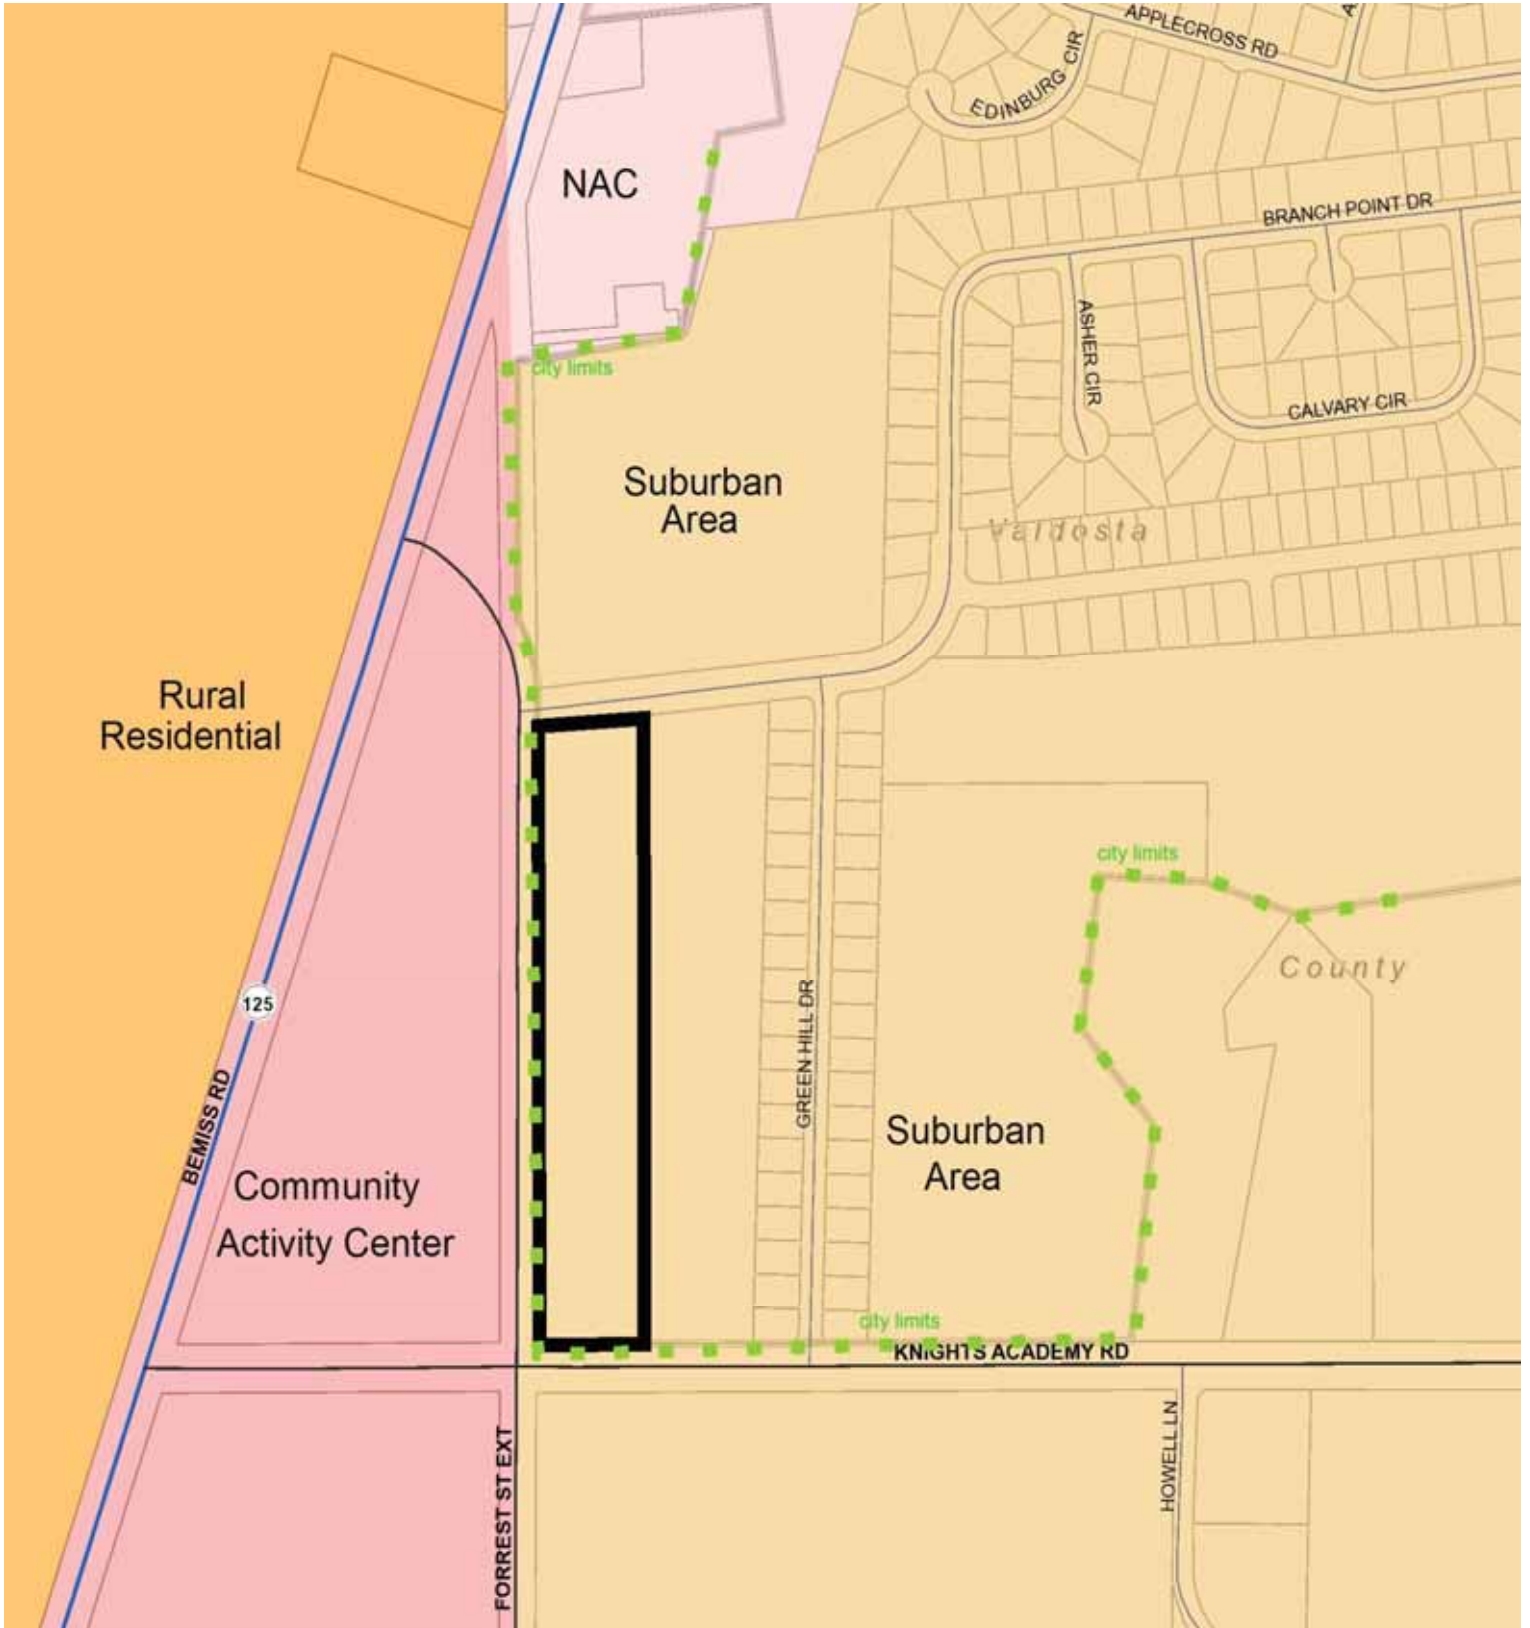 APPLECROSS RD
A
EDINBURG CIR
NAC
BRANCH POINT DR
ASHER CIR
city limits
CALVARY CIR
Suburban
Area
Valdosta
Rural
Residential
city limits
County
125
GREEN HILL DR
BEMISS RD
Suburban
Area
Community
Activity Center
city limits
KNIGHTS ACADEMY RD
FORREST ST EXT
HOWELL LN